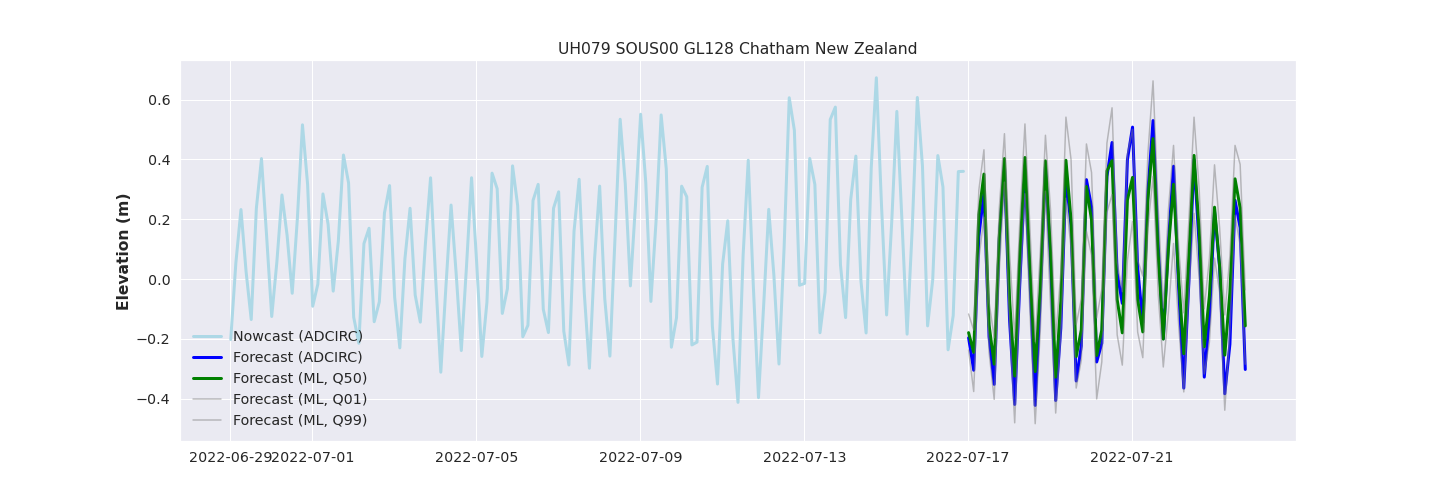 UH079 SOUS00 GL128 Chatham New Zealand
Elevation (m)
0.6
0.4
0.2
0.0
−0.2
−0.4
Nowcast (ADCIRC)
Forecast (ADCIRC)
Forecast (ML, Q50)
Forecast (ML, Q01)
Forecast (ML, Q99)
2022-06-29 2022-07-01 2022-07-05 2022-07-09 2022-07-13 2022-07-17 2022-07-21